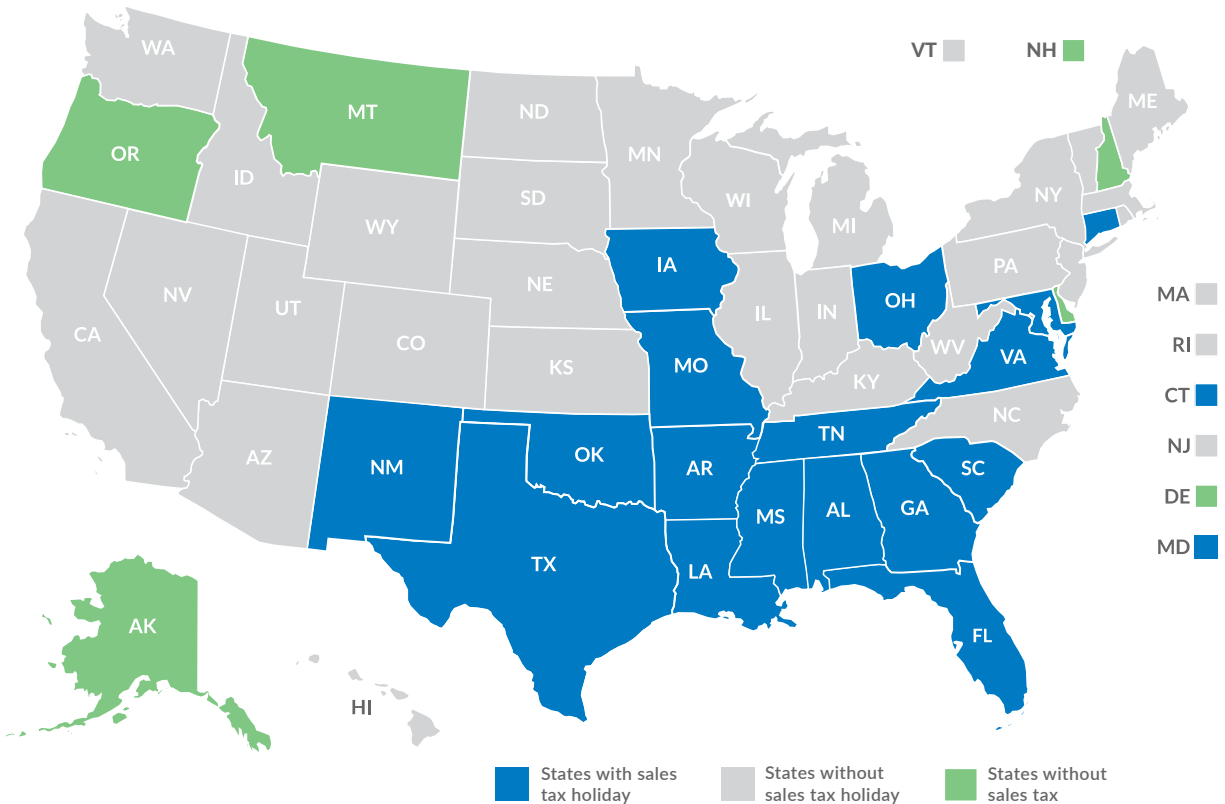 WA
MT
ND
VT
NH
ME
OR
ID
MN
SD
WI
NY
WY
MI
IA
PA
NE
NV
UT
IL
IN
OH
MA
CA
CO
RI
MO
WV
VA
KS
KY
CT
NC
TN
NJ
AZ
NM
OK
AR
SC
DE
MS
AL
GA
MD
TX
LA
FL
AK
HI
States with sales
tax holiday
States without
sales tax holiday
States without
sales tax